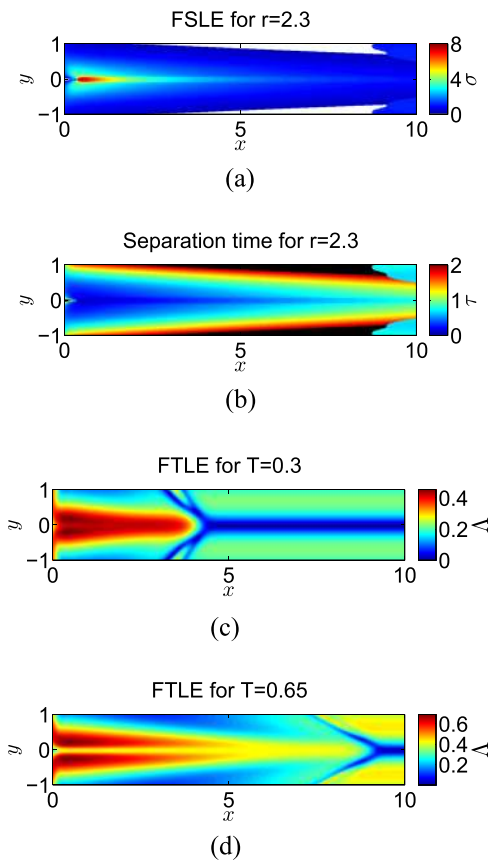 FSLE for r=2.3
1
0
−1
y
0
5
10
x
8
4
0
σ
(a)
Separation time for r=2.3
1
0
−1
y
0
5
10
x
2
1
0
τ
(b)
FTLE for T=0.3
1
0
−1
y
0
5
10
x
0.4
0.2
0
Λ
(c)
FTLE for T=0.65
1
0
−1
y
0
5
10
x
0.6
0.4
0.2
Λ
(d)